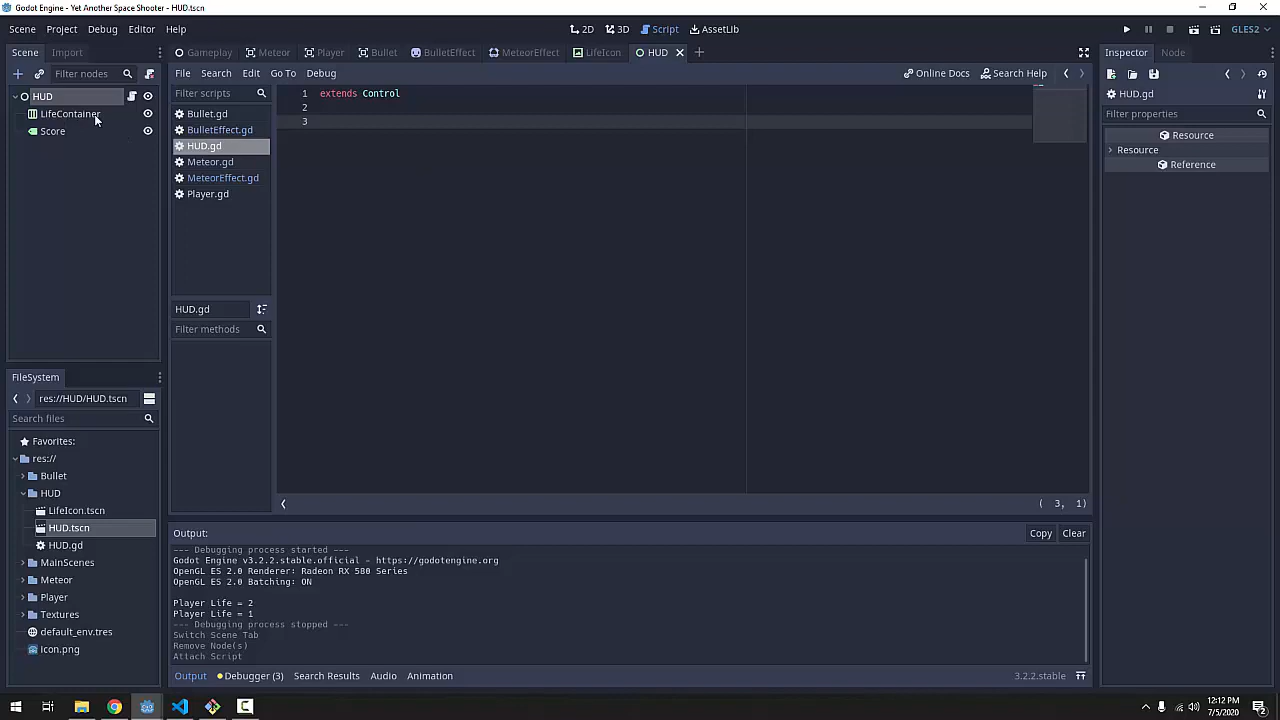 Godot Engine - Yet Another Space Shooter - HUD.tscn
Scene Project Debug Editor Help
2D 3D Script AssetLib
GLES2
Scene Import
Gameplay Meteor Player Bullet BulletEffect MeteorEffect LifeIcon HUD
Inspector Node
Filter nodes
File Search Edit Go To Debug
Online Docs Search Help
HUD
LifeContainer
Score
Filter scripts
Bullet.gd
BulletEffect.gd
HUD.gd
Meteor.gd
MeteorEffect.gd
Player.gd
HUD.gd
Filter methods
1 extends Control
2
3
( 3, 1)
HUD.gd
Filter properties
Resource
Resource
Reference
FileSystem
res://HUD/HUD.tscn
Search files
Favorites:
res://
Bullet
HUD
LifeIcon.tscn
HUD.tscn
HUD.gd
MainScenes
Meteor
Player
Textures
default_env.tres
icon.png
Output:
Copy Clear
--- Debugging process started ---
Godot Engine v3.2.2.stable.official - https://godotengine.org
OpenGL ES 2.0 Renderer: Radeon RX 580 Series
OpenGL ES 2.0 Batching: ON
Player Life = 2
Player Life = 1
--- Debugging process stopped ---
Switch Scene Tab
Remove Node(s)
Attach Script
Output Debugger (3) Search Results Audio Animation
3.2.2.stable
12:12 PM
7/5/2020
2